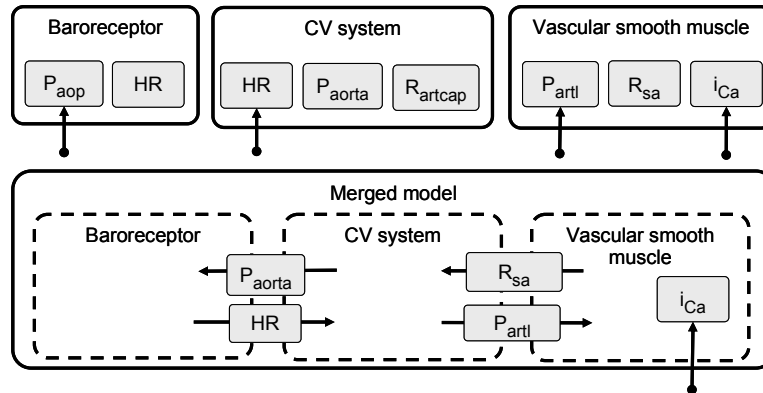 Baroreceptor
CV system
Vascular smooth muscle
P_aop HR
HR P_aorta R_artcap
P_artl R_sa i_Ca
Merged model
Baroreceptor
CV system
Vascular smooth
muscle
P_aorta
R_sa
HR
P_artl
i_Ca